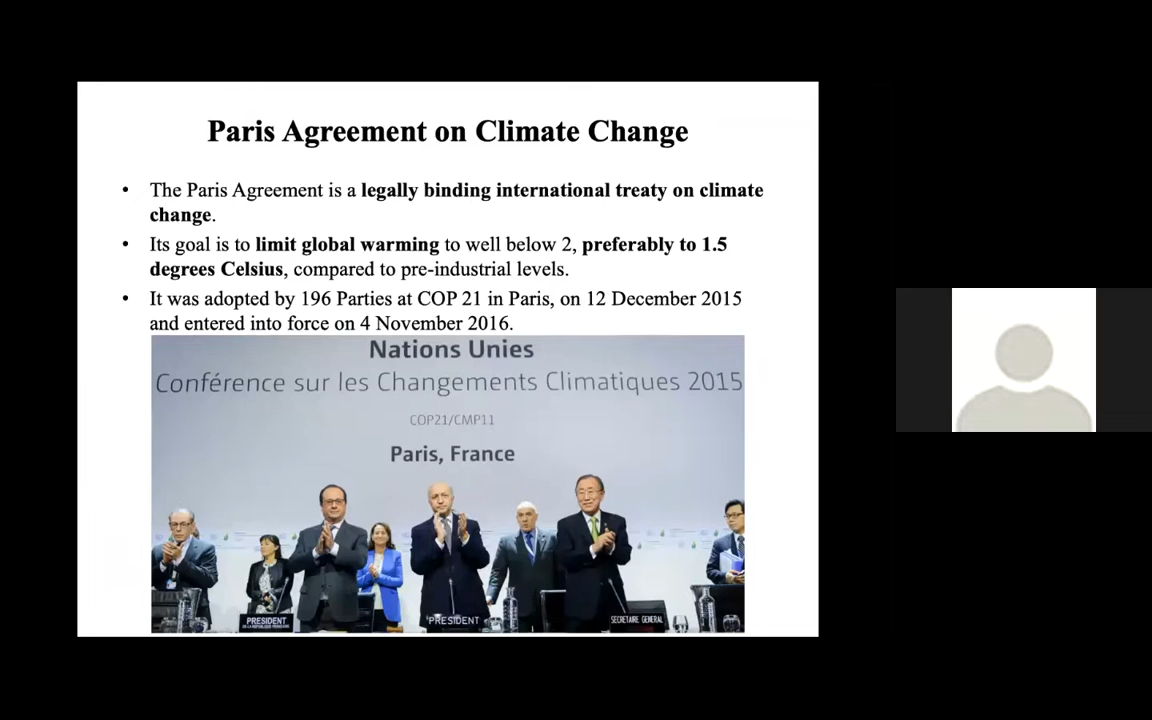 Paris Agreement on Climate Change
• The Paris Agreement is a legally binding international treaty on climate
change.
• Its goal is to limit global warming to well below 2, preferably to 1.5
degrees Celsius, compared to pre-industrial levels.
• It was adopted by 196 Parties at COP 21 in Paris, on 12 December 2015
and entered into force on 4 November 2016.
Nations Unies
Conférence sur les Changements Climatiques 2015
COP21/CMP11
Paris, France
PRESIDENT
DE LA REPUBLIQUE FRANCAISE
PRESIDENT
SECRETAIRE GENERAL